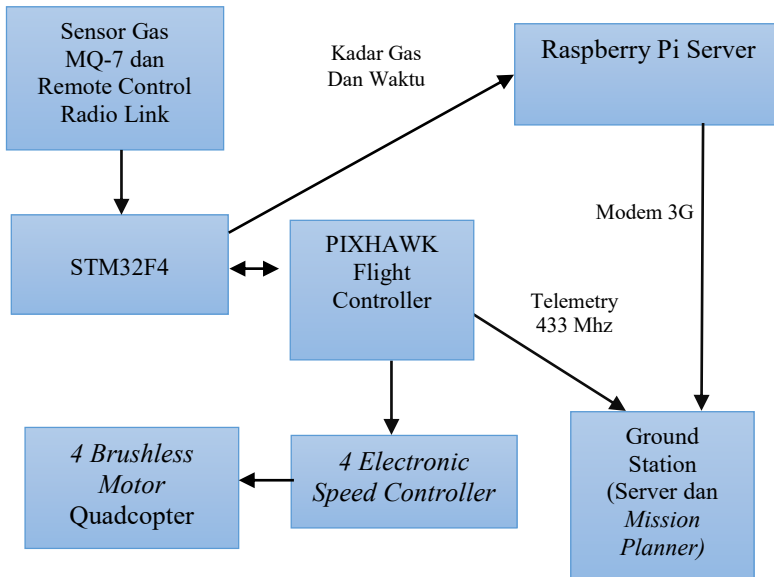 Sensor Gas
MQ-7 dan
Remote Control
Radio Link
Kadar Gas
Dan Waktu
Raspberry Pi Server
Modem 3G
STM32F4
PIXHAWK
Flight
Controller
Telemetry
433 Mhz
4 Brushless
Motor
Quadcopter
4 Electronic
Speed Controller
Ground
Station
(Server dan
Mission
Planner)